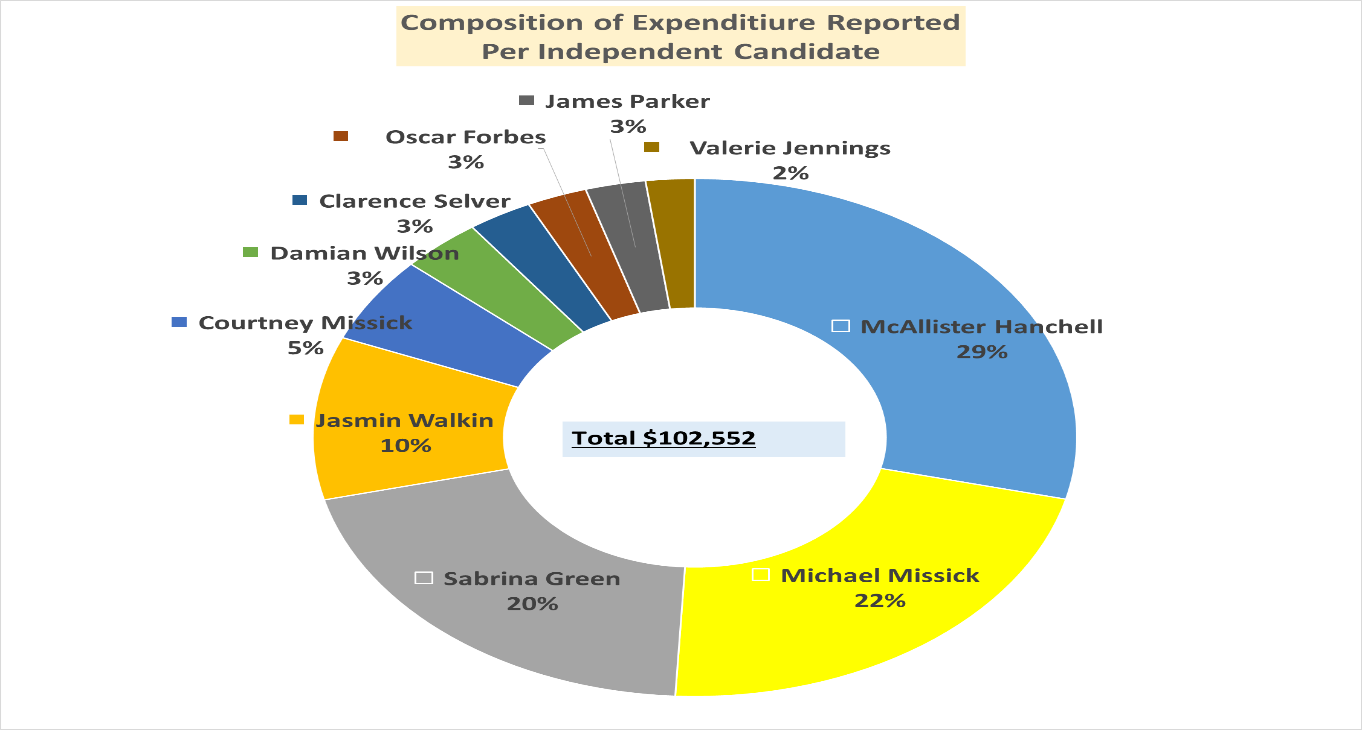 Composition of Expenditiure Reported
Per Independent Candidate
James Parker
3%
Oscar Forbes
3%
Valerie Jennings
2%
Clarence Selver
3%
Damian Wilson
3%
Courtney Missick
5%
McAllister Hanchell
29%
Jasmin Walkin
10%
Total $102,552
Sabrina Green
20%
Michael Missick
22%